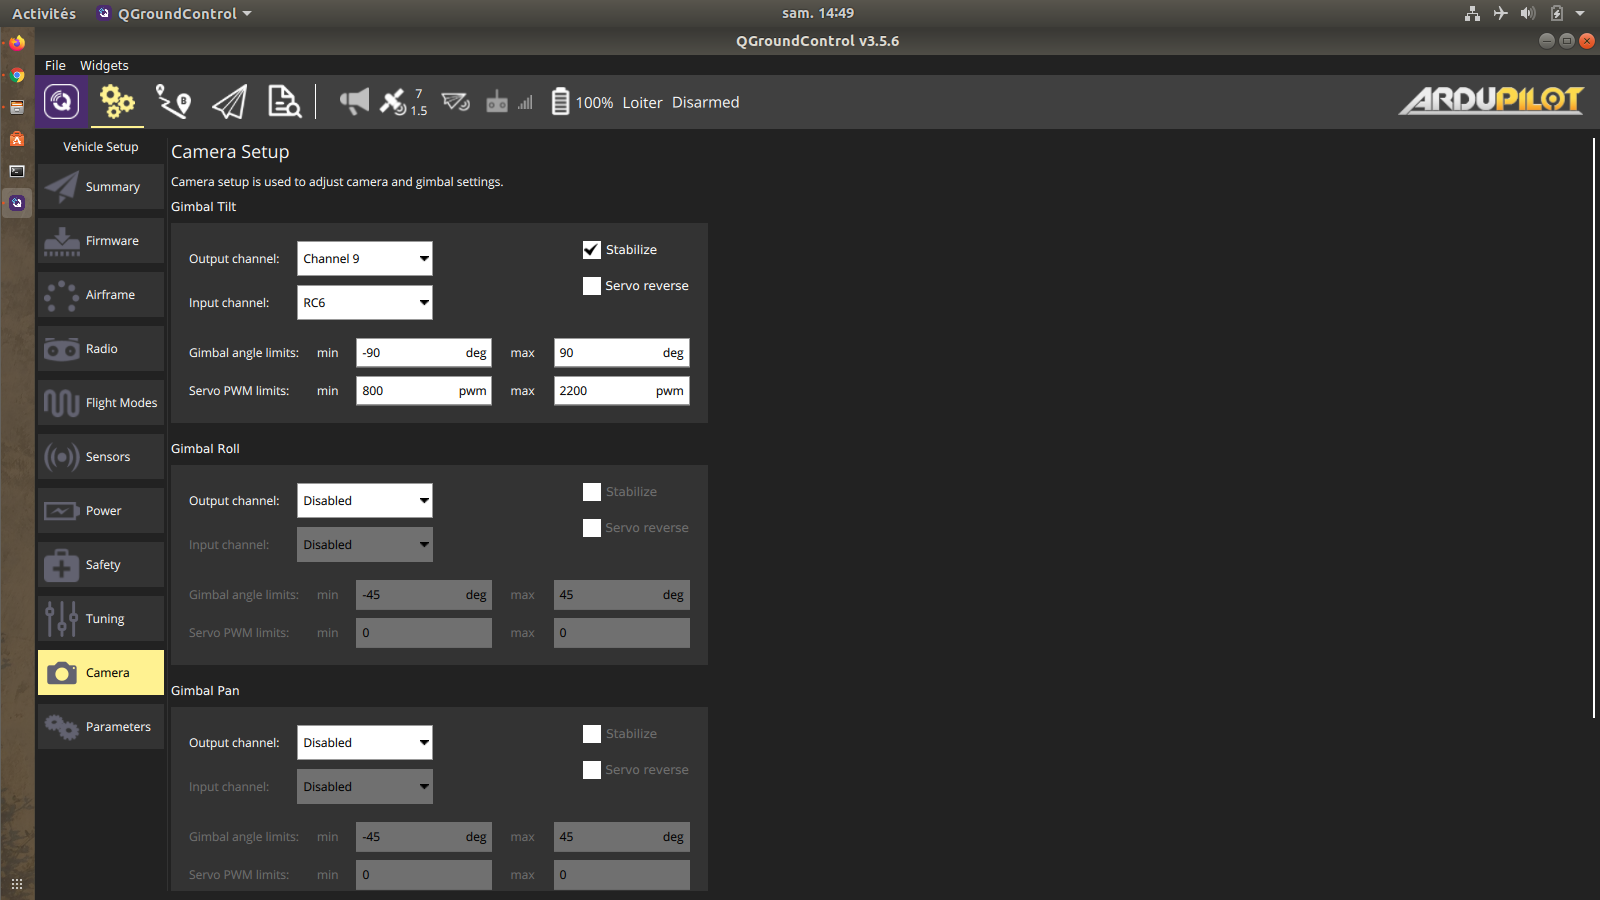 Activités QGroundControl sam. 14:49
QGroundControl v3.5.6
File Widgets
7
1.5
100% Loiter Disarmed
ARDUPILOT
Vehicle Setup
Summary
Firmware
Airframe
Radio
Flight Modes
Sensors
Power
Safety
Tuning
Camera
Parameters
Camera Setup
Camera setup is used to adjust camera and gimbal settings.
Gimbal Tilt
Output channel: Channel 9 Stabilize
Input channel: RC6 Servo reverse
Gimbal angle limits: min -90 deg max 90 deg
Servo PWM limits: min 800 pwm max 2200 pwm
Gimbal Roll
Output channel: Disabled Stabilize
Input channel: Disabled Servo reverse
Gimbal angle limits: min -45 deg max 45 deg
Servo PWM limits: min 0 max 0
Gimbal Pan
Output channel: Disabled Stabilize
Input channel: Disabled Servo reverse
Gimbal angle limits: min -45 deg max 45 deg
Servo PWM limits: min 0 max 0